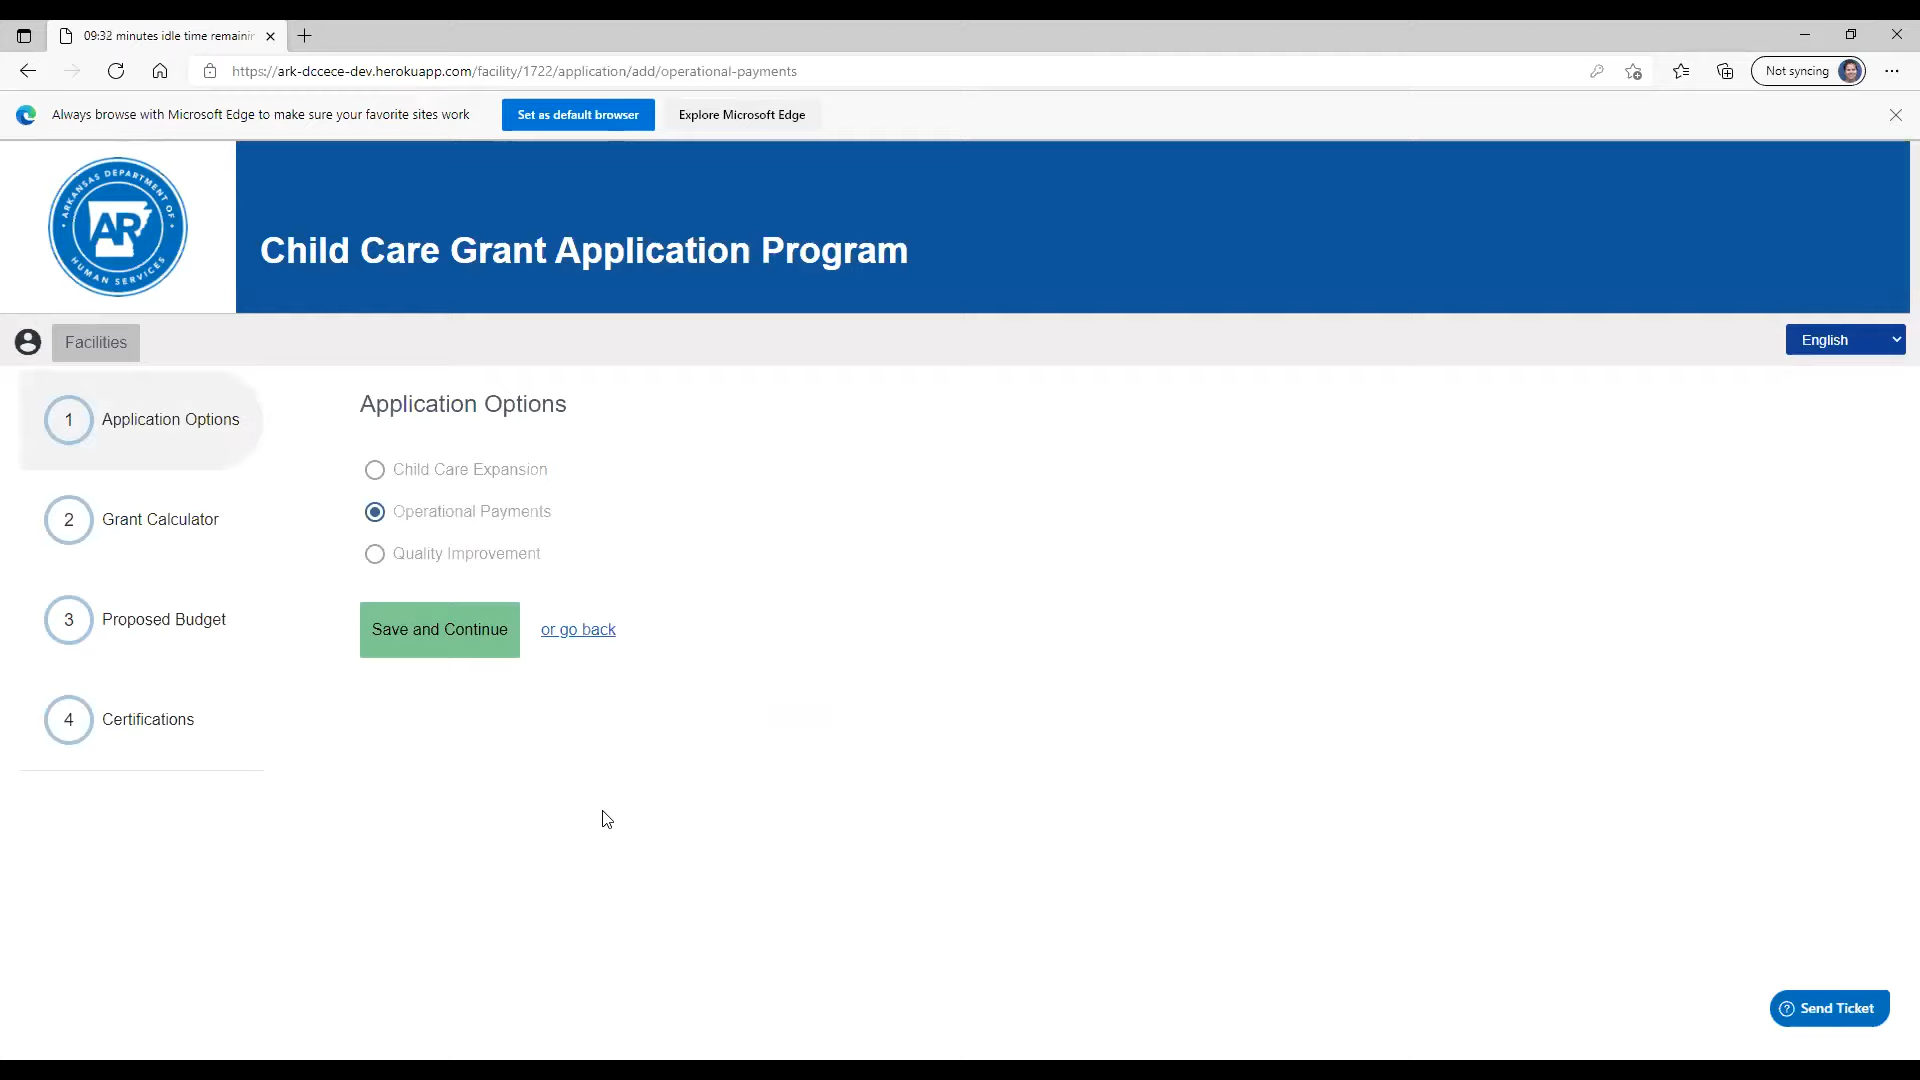 09:32 minutes idle time remainin
https://ark-dccece-dev.herokuapp.com/facility/1722/application/add/operational-payments
Not syncing
Always browse with Microsoft Edge to make sure your favorite sites work
Set as default browser
Explore Microsoft Edge
ARKANSAS DEPARTMENT OF
AR
HUMAN SERVICES
Child Care Grant Application Program
Facilities
English
1 Application Options
2 Grant Calculator
3 Proposed Budget
4 Certifications
Application Options
Child Care Expansion
Operational Payments
Quality Improvement
Save and Continue
or go back
Send Ticket